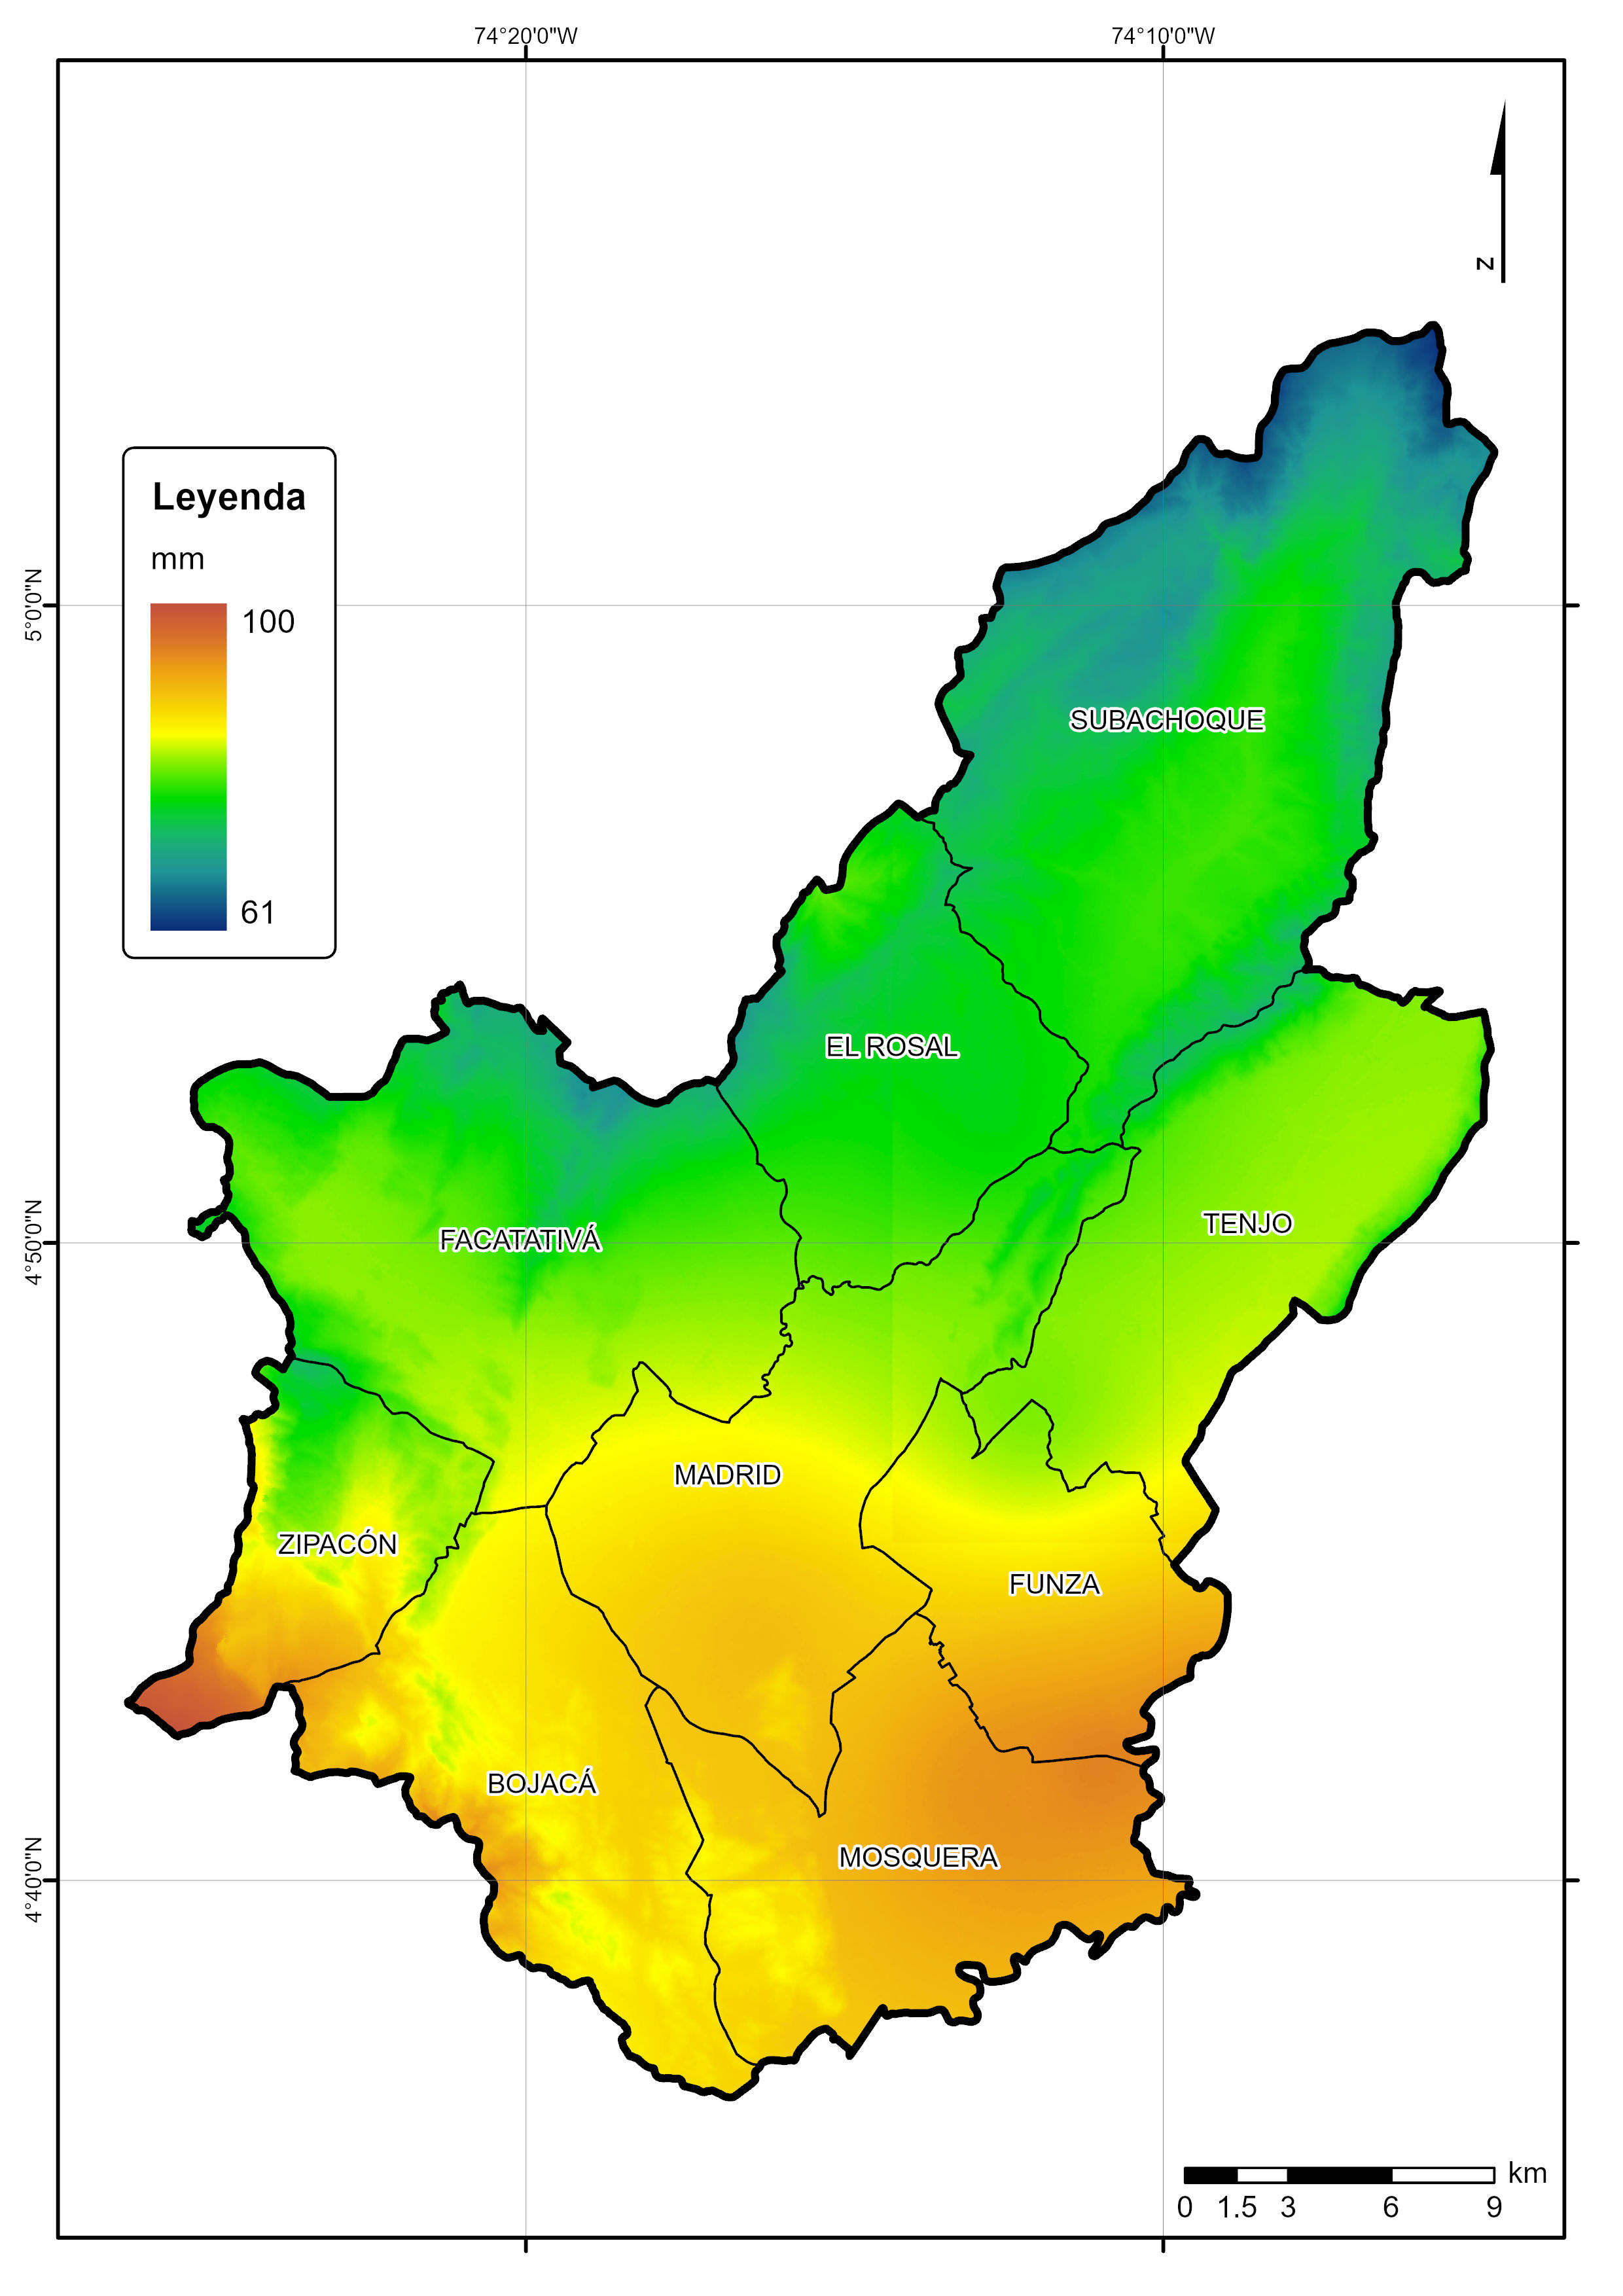 74°20'0"W
74°10'0"W
N
Leyenda
mm
100
61
5°0'0"N
SUBACHOQUE
EL ROSAL
TENJO
FACATATIVÁ
4°50'0"N
MADRID
ZIPACÓN
FUNZA
BOJACÁ
MOSQUERA
4°40'0"N
km
0 1.5 3 6 9